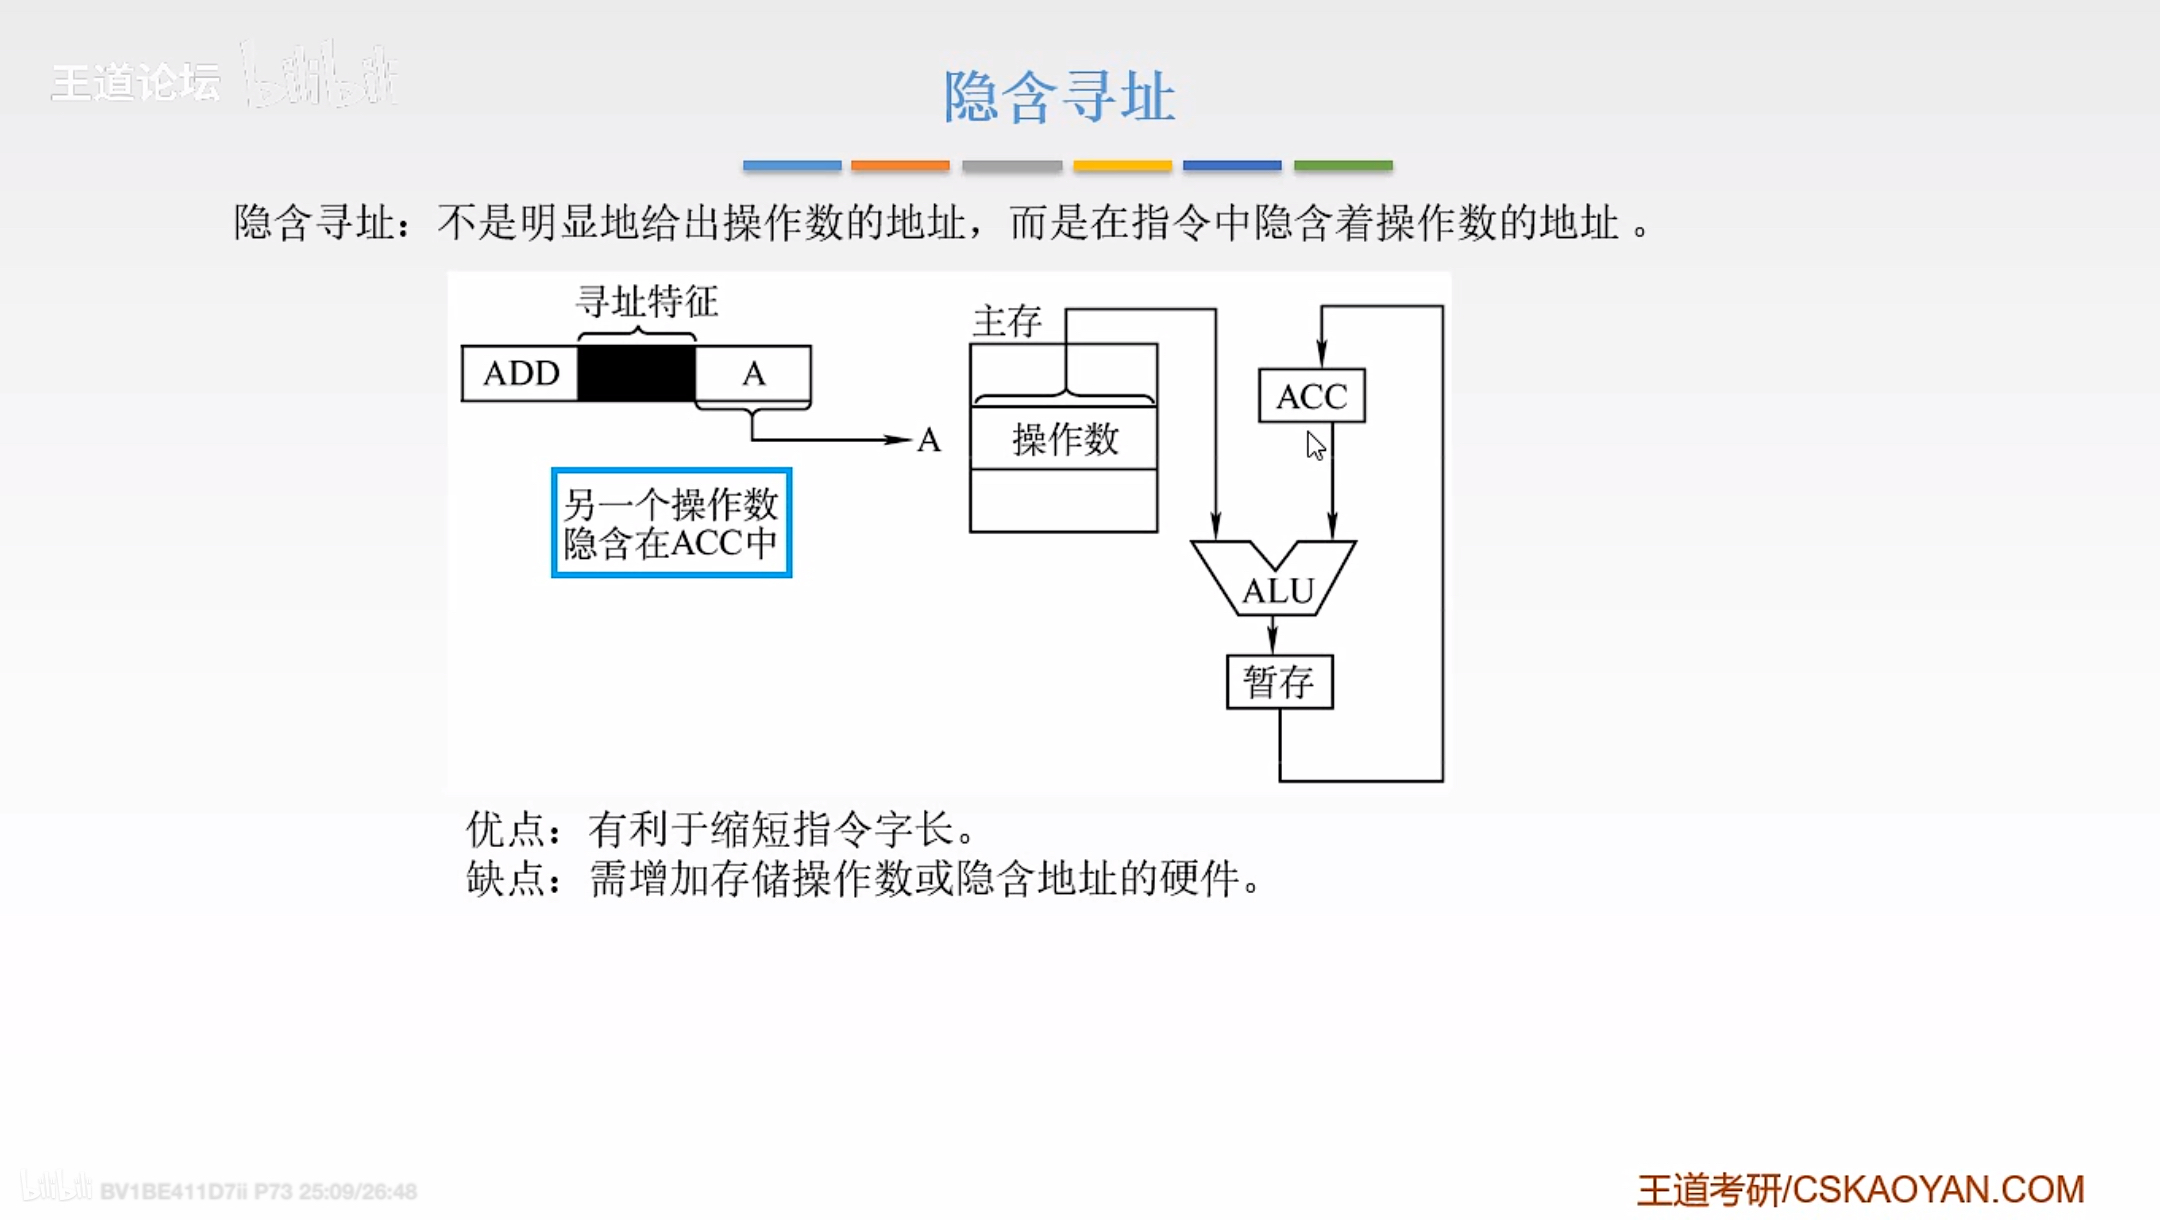 王道论坛 bilibili
隐含寻址
隐含寻址：不是明显地给出操作数的地址，而是在指令中隐含着操作数的地址。
寻址特征
ADD
A
A
另一个操作数
隐含在ACC中
主存
操作数
ACC
ALU
暂存
优点：有利于缩短指令字长。
缺点：需增加存储操作数或隐含地址的硬件。
bilibili BV1BE411D7ii P73 25:09/26:48
王道考研/CSKAOYAN.COM